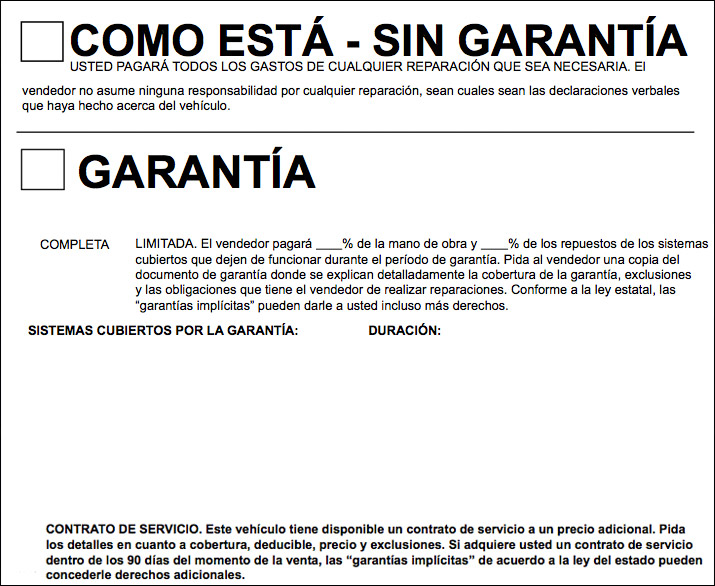 COMO ESTÁ - SIN GARANTÍA
USTED PAGARÁ TODOS LOS GASTOS DE CUALQUIER REPARACIÓN QUE SEA NECESARIA. El
vendedor no asume ninguna responsabilidad por cualquier reparación, sean cuales sean las declaraciones verbales
que haya hecho acerca del vehículo.
GARANTÍA
COMPLETA LIMITADA. El vendedor pagará ____% de la mano de obra y ____% de los repuestos de los sistemas
cubiertos que dejen de funcionar durante el período de garantía. Pida al vendedor una copia del
documento de garantía donde se explican detalladamente la cobertura de la garantía, exclusiones
y las obligaciones que tiene el vendedor de realizar reparaciones. Conforme a la ley estatal, las
“garantías implícitas” pueden darle a usted incluso más derechos.
SISTEMAS CUBIERTOS POR LA GARANTÍA: DURACIÓN:
CONTRATO DE SERVICIO. Este vehículo tiene disponible un contrato de servicio a un precio adicional. Pida
los detalles en cuanto a cobertura, deducible, precio y exclusiones. Si adquiere usted un contrato de servicio
dentro de los 90 días del momento de la venta, las “garantías implícitas” de acuerdo a la ley del estado pueden
concederle derechos adicionales.